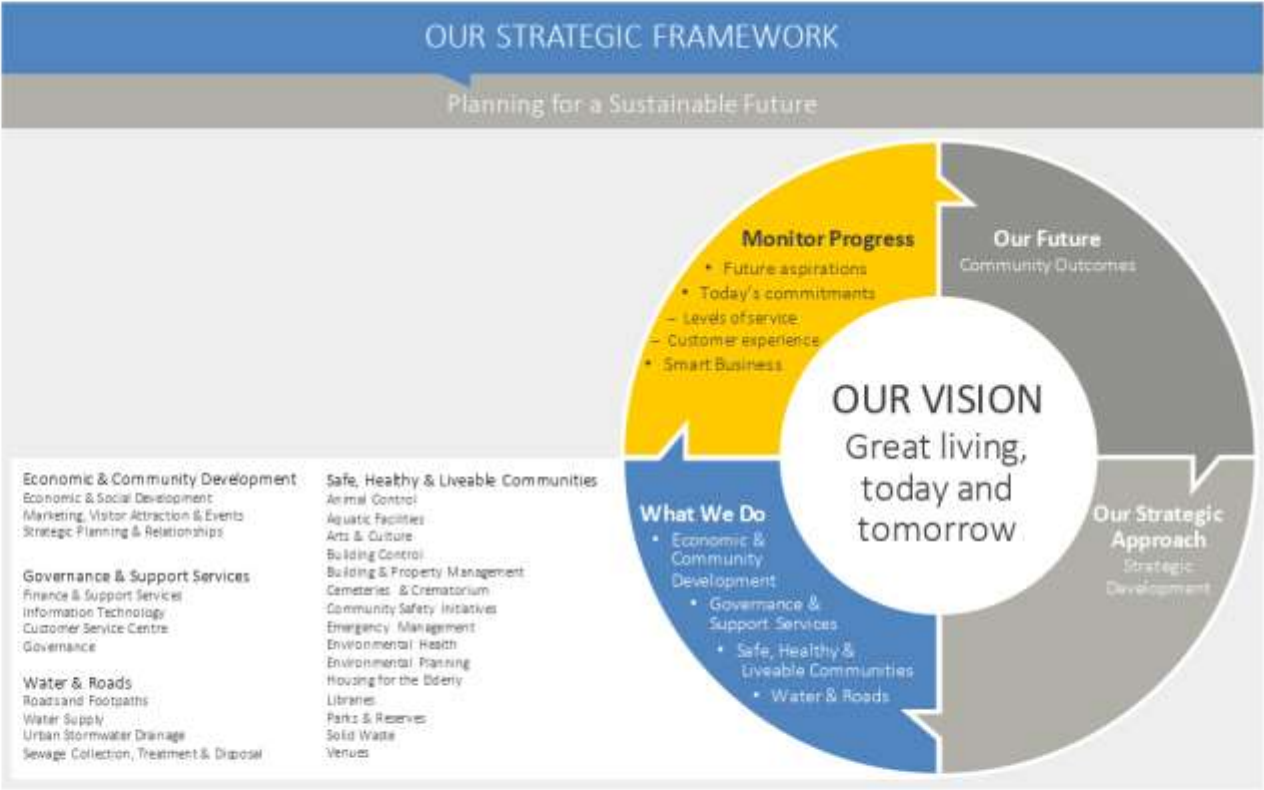 OUR STRATEGIC FRAMEWORK
Planning for a Sustainable Future
Monitor Progress
• Future aspirations
• Today's commitments
– Levels of service
– Customer experience
• Smart Business
Our Future
Community Outcomes
OUR VISION
Great living,
today and
tomorrow
Our Strategic
Approach
Strategic
Development
What We Do
• Economic &
Community
Development
• Governance &
Support Services
• Safe, Healthy &
Liveable Communities
• Water & Roads
Economic & Community Development
Economic & Social Development
Marketing, Visitor Attraction & Events
Strategic Planning & Relationships
Governance & Support Services
Finance & Support Services
Information Technology
Customer Service Centre
Governance
Water & Roads
Roads and Footpaths
Water Supply
Urban Stormwater Drainage
Sewage Collection, Treatment & Disposal
Safe, Healthy & Liveable Communities
Animal Control
Aquatic Facilities
Arts & Culture
Building Control
Building & Property Management
Cemeteries & Crematorium
Community Safety Initiatives
Emergency Management
Environmental Health
Environmental Planning
Housing for the Elderly
Libraries
Parks & Reserves
Solid Waste
Venues